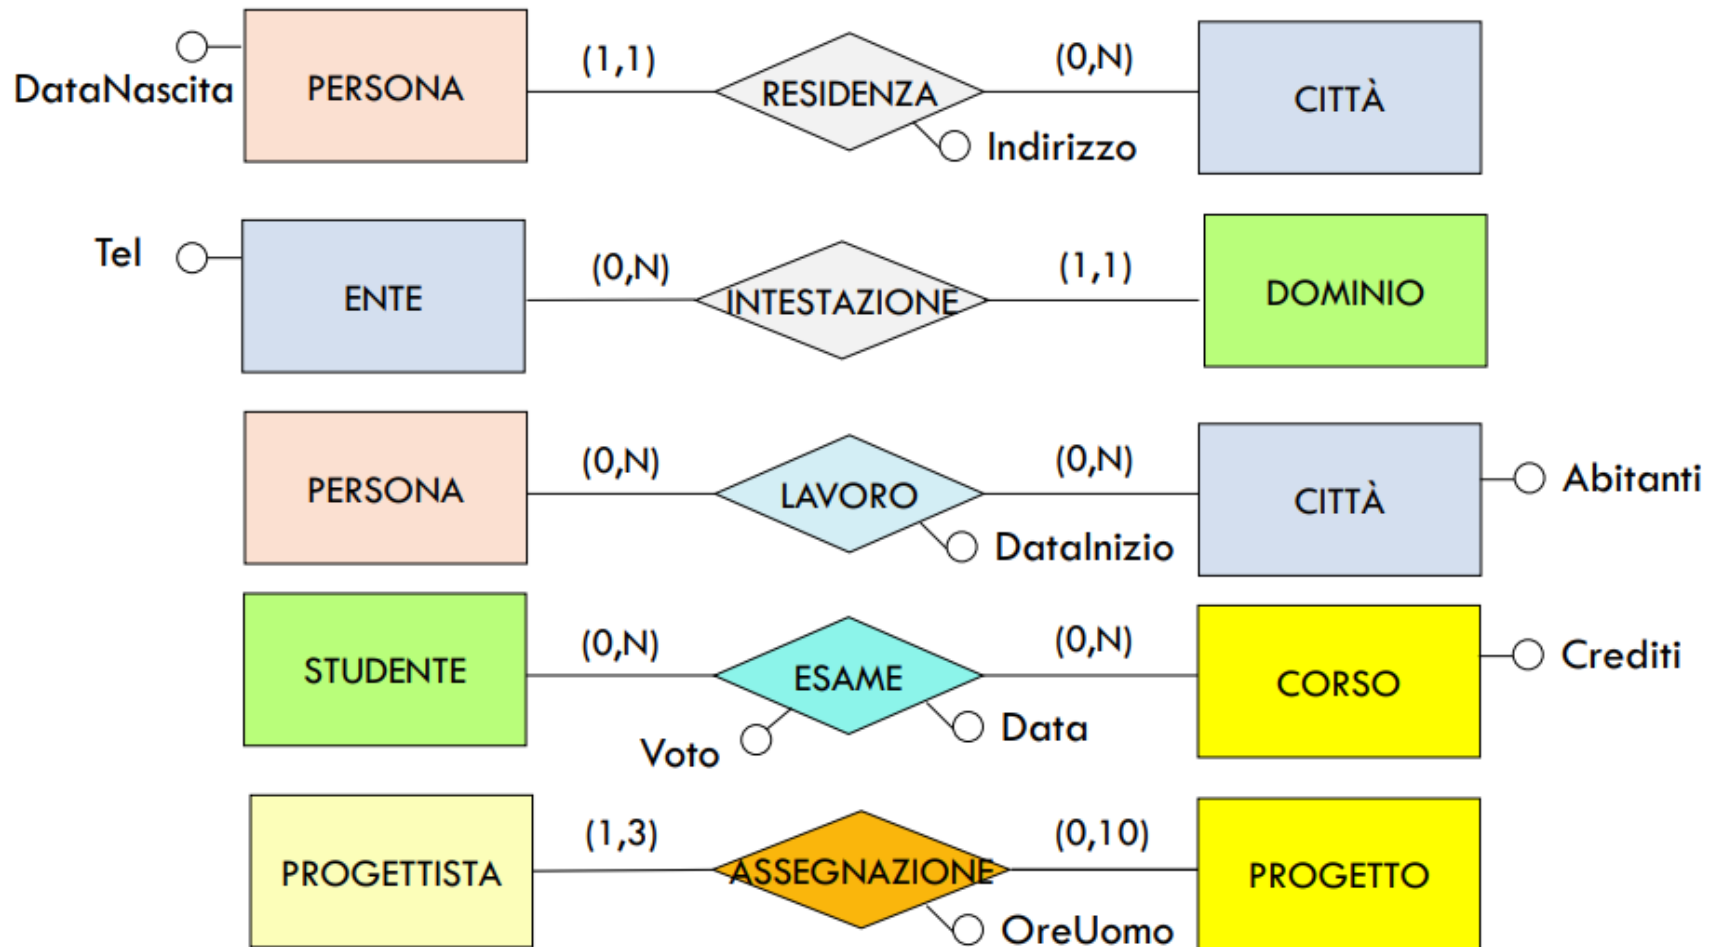 DataNascita
PERSONA
(1,1)
RESIDENZA
Indirizzo
(0,N)
CITTÀ
Tel
ENTE
(0,N)
INTESTAZIONE
(1,1)
DOMINIO
PERSONA
(0,N)
LAVORO
DataInizio
(0,N)
CITTÀ
Abitanti
STUDENTE
(0,N)
ESAME
Voto
Data
(0,N)
CORSO
Crediti
PROGETTISTA
(1,3)
ASSEGNAZIONE
OreUomo
(0,10)
PROGETTO